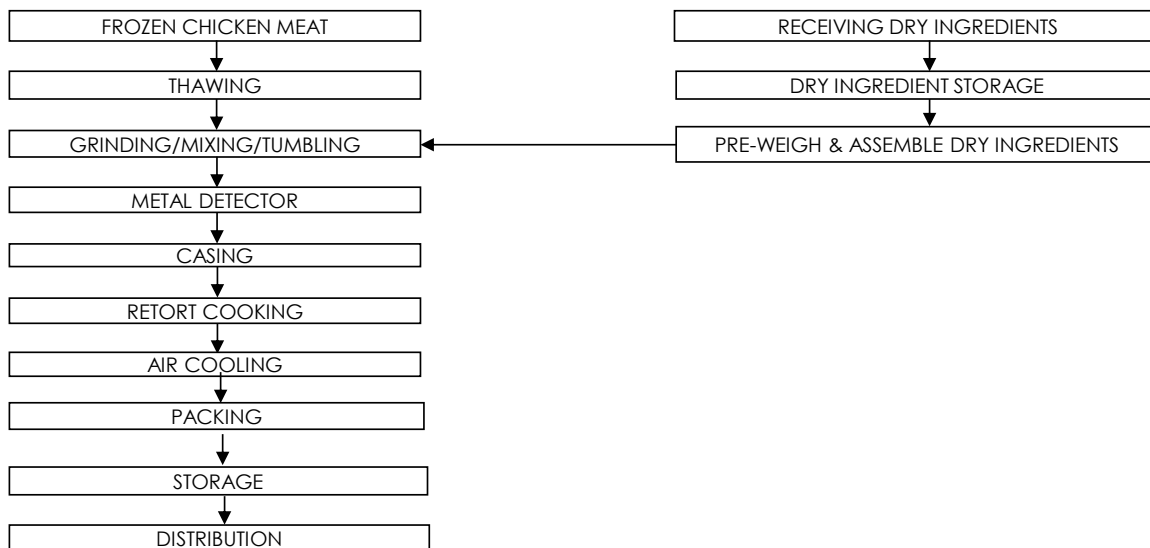 FROZEN CHICKEN MEAT
THAWING
GRINDING/MIXING/TUMBLING
METAL DETECTOR
CASING
RETORT COOKING
AIR COOLING
PACKING
STORAGE
DISTRIBUTION
RECEIVING DRY INGREDIENTS
DRY INGREDIENT STORAGE
PRE-WEIGH & ASSEMBLE DRY INGREDIENTS